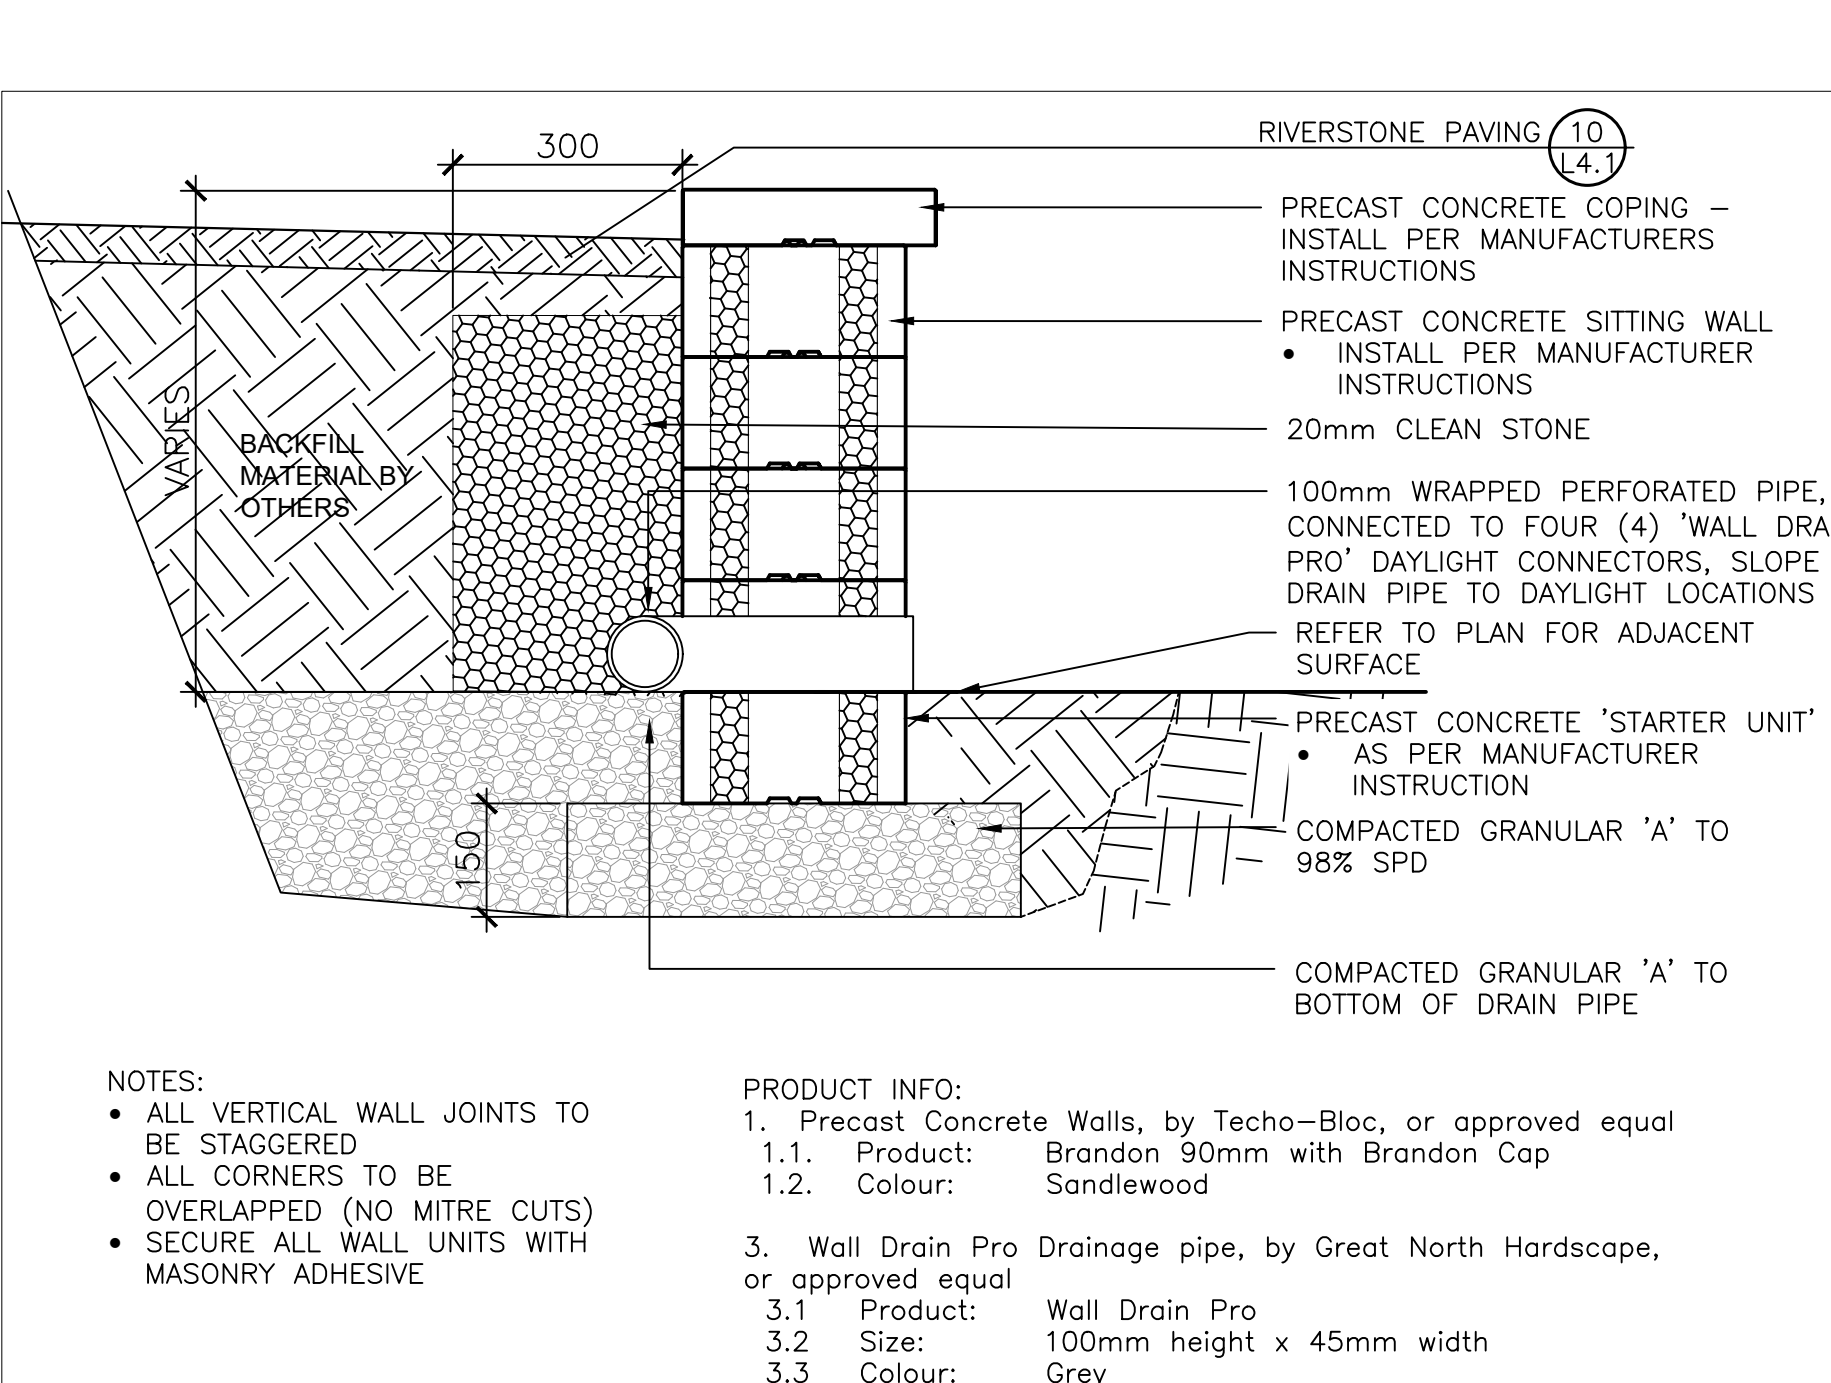 300
RIVERSTONE PAVING
10
L4.1
PRECAST CONCRETE COPING –
INSTALL PER MANUFACTURERS
INSTRUCTIONS
PRECAST CONCRETE SITTING WALL
• INSTALL PER MANUFACTURER
INSTRUCTIONS
20mm CLEAN STONE
VARIES
BACKFILL
MATERIAL BY
OTHERS
100mm WRAPPED PERFORATED PIPE,
CONNECTED TO FOUR (4) 'WALL DRA
PRO' DAYLIGHT CONNECTORS, SLOPE
DRAIN PIPE TO DAYLIGHT LOCATIONS
REFER TO PLAN FOR ADJACENT
SURFACE
PRECAST CONCRETE 'STARTER UNIT'
• AS PER MANUFACTURER
INSTRUCTION
150
COMPACTED GRANULAR 'A' TO
98% SPD
COMPACTED GRANULAR 'A' TO
BOTTOM OF DRAIN PIPE
NOTES:
• ALL VERTICAL WALL JOINTS TO
BE STAGGERED
• ALL CORNERS TO BE
OVERLAPPED (NO MITRE CUTS)
• SECURE ALL WALL UNITS WITH
MASONRY ADHESIVE
PRODUCT INFO:
1. Precast Concrete Walls, by Techo–Bloc, or approved equal
1.1. Product: Brandon 90mm with Brandon Cap
1.2. Colour: Sandlewood
3. Wall Drain Pro Drainage pipe, by Great North Hardscape,
or approved equal
3.1 Product: Wall Drain Pro
3.2 Size: 100mm height x 45mm width
3.3 Colour: Grey